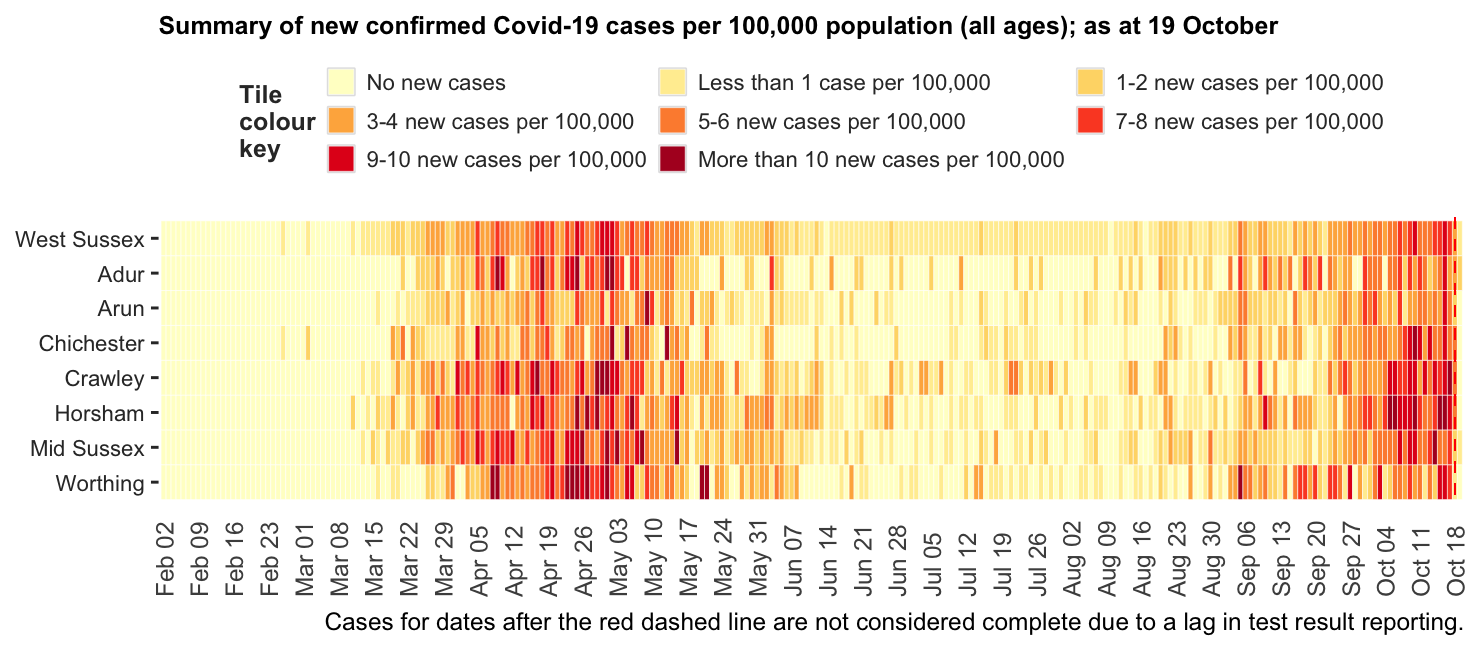 Summary of new confirmed Covid-19 cases per 100,000 population (all ages); as at 19 October
Tile
colour
key
No new cases
Less than 1 case per 100,000
1-2 new cases per 100,000
3-4 new cases per 100,000
5-6 new cases per 100,000
7-8 new cases per 100,000
9-10 new cases per 100,000
More than 10 new cases per 100,000
West Sussex
Adur
Arun
Chichester
Crawley
Horsham
Mid Sussex
Worthing
Feb 02
Feb 09
Feb 16
Feb 23
Mar 01
Mar 08
Mar 15
Mar 22
Mar 29
Apr 05
Apr 12
Apr 19
Apr 26
May 03
May 10
May 17
May 24
May 31
Jun 07
Jun 14
Jun 21
Jun 28
Jul 05
Jul 12
Jul 19
Jul 26
Aug 02
Aug 09
Aug 16
Aug 23
Aug 30
Sep 06
Sep 13
Sep 20
Sep 27
Oct 04
Oct 11
Oct 18
Cases for dates after the red dashed line are not considered complete due to a lag in test result reporting.